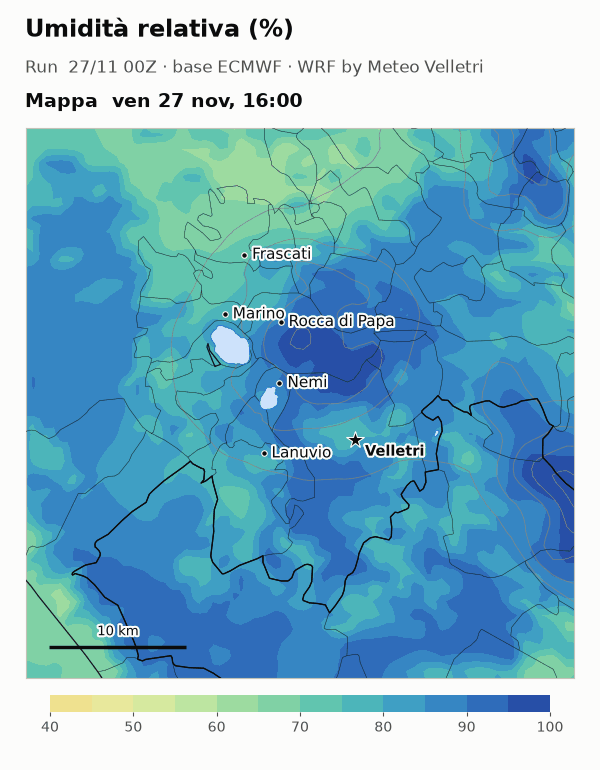 Umidità relativa (%)
Run  27/11 00Z · base ECMWF · WRF by Meteo Velletri
Mappa  ven 27 nov, 16:00
Frascati
Marino
Rocca di Papa
Nemi
Velletri
Lanuvio
10 km
40 50 60 70 80 90 100